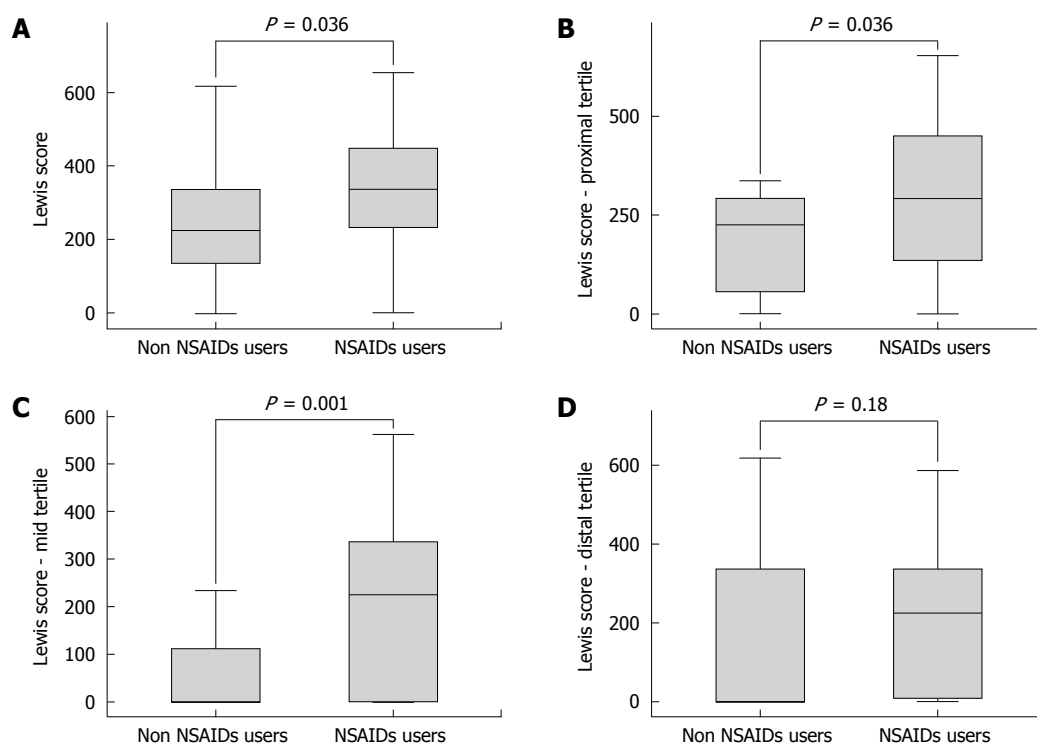 A
P = 0.036
Lewis score
600
400
200
0
Non NSAIDs users
NSAIDs users
B
P = 0.036
Lewis score - proximal tertile
500
250
0
Non NSAIDs users
NSAIDs users
C
P = 0.001
Lewis score - mid tertile
600
500
400
300
200
100
0
Non NSAIDs users
NSAIDs users
D
P = 0.18
Lewis score - distal tertile
600
400
200
0
Non NSAIDs users
NSAIDs users